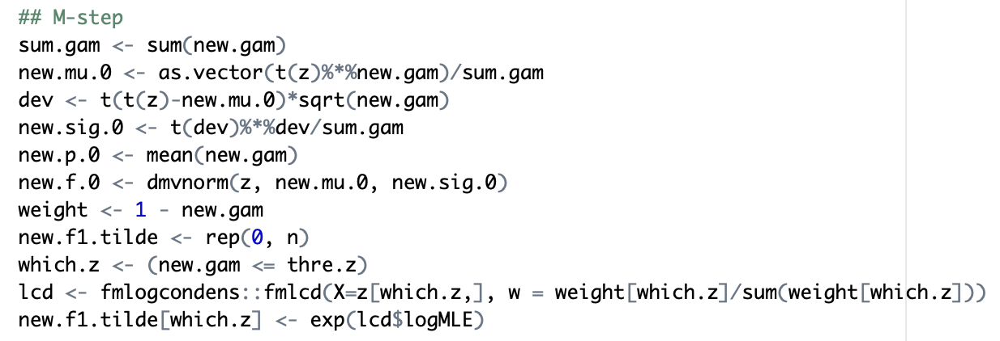 ## M-step
sum.gam <- sum(new.gam)
new.mu.0 <- as.vector(t(z)%*%new.gam)/sum.gam
dev <- t(t(z)-new.mu.0)*sqrt(new.gam)
new.sig.0 <- t(dev)%*%dev/sum.gam
new.p.0 <- mean(new.gam)
new.f.0 <- dmvnorm(z, new.mu.0, new.sig.0)
weight <- 1 - new.gam
new.f1.tilde <- rep(0, n)
which.z <- (new.gam <= thre.z)
lcd <- fmlogcondens::fmlcd(X=z[which.z,], w = weight[which.z]/sum(weight[which.z]))
new.f1.tilde[which.z] <- exp(lcd$logMLE)